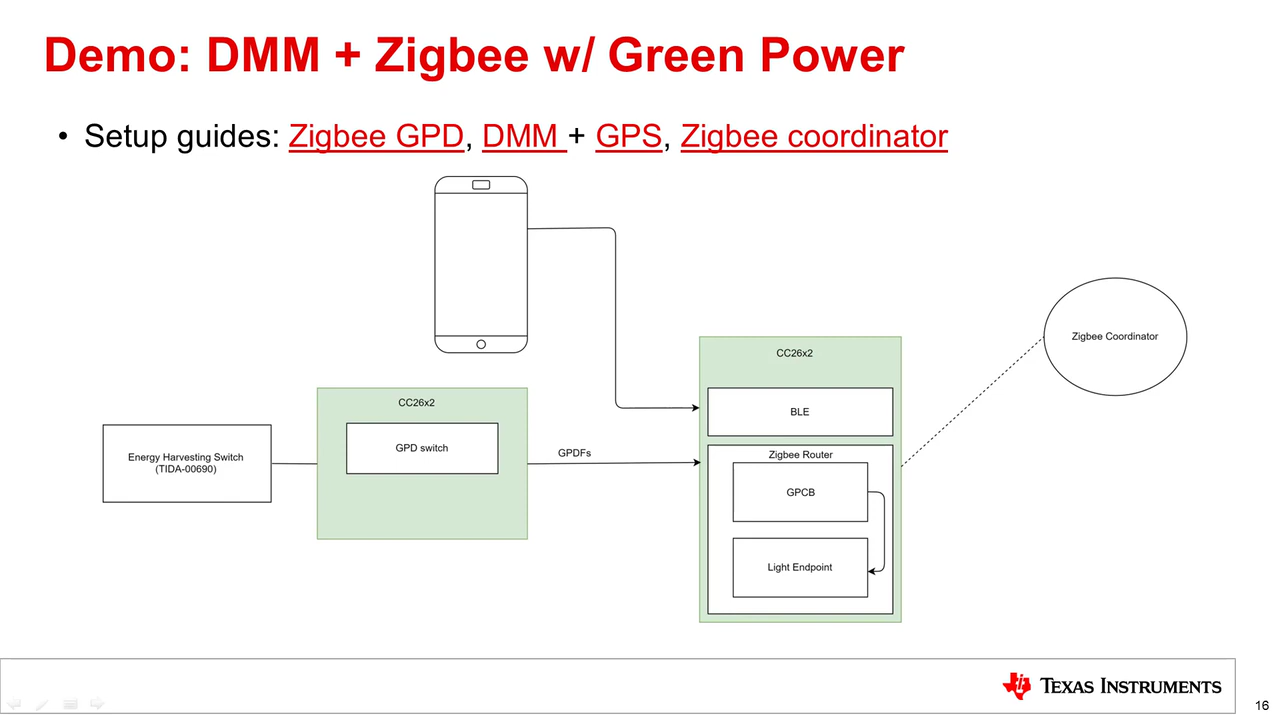 Demo: DMM + Zigbee w/ Green Power
• Setup guides: Zigbee GPD, DMM + GPS, Zigbee coordinator
Zigbee Coordinator
CC26x2
BLE
CC26x2
GPD switch
Energy Harvesting Switch
(TIDA-00690)
GPDFs
Zigbee Router
GPCB
Light Endpoint
TEXAS INSTRUMENTS
16